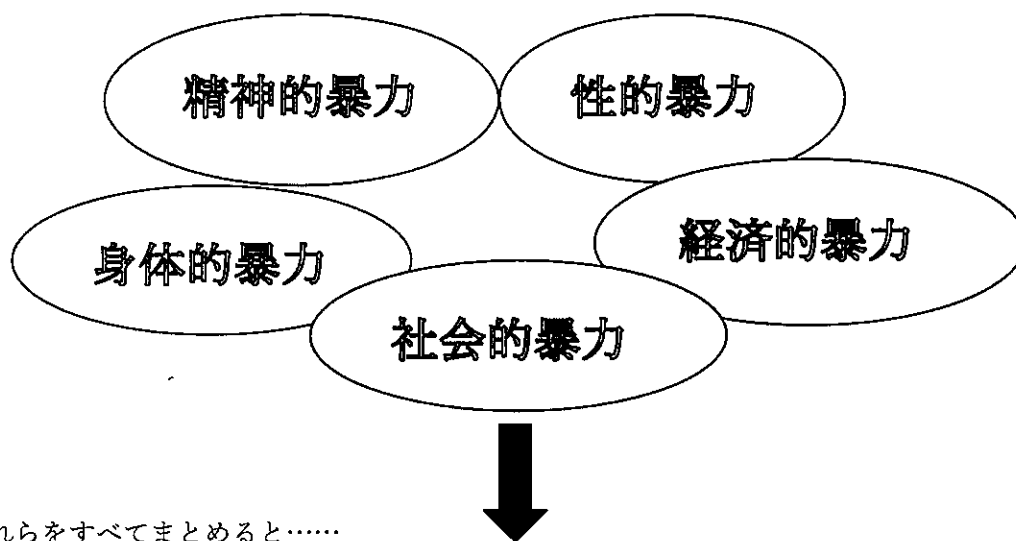 精神的暴力
性的暴力
身体的暴力
経済的暴力
社会的暴力
れらをすべてまとめると……